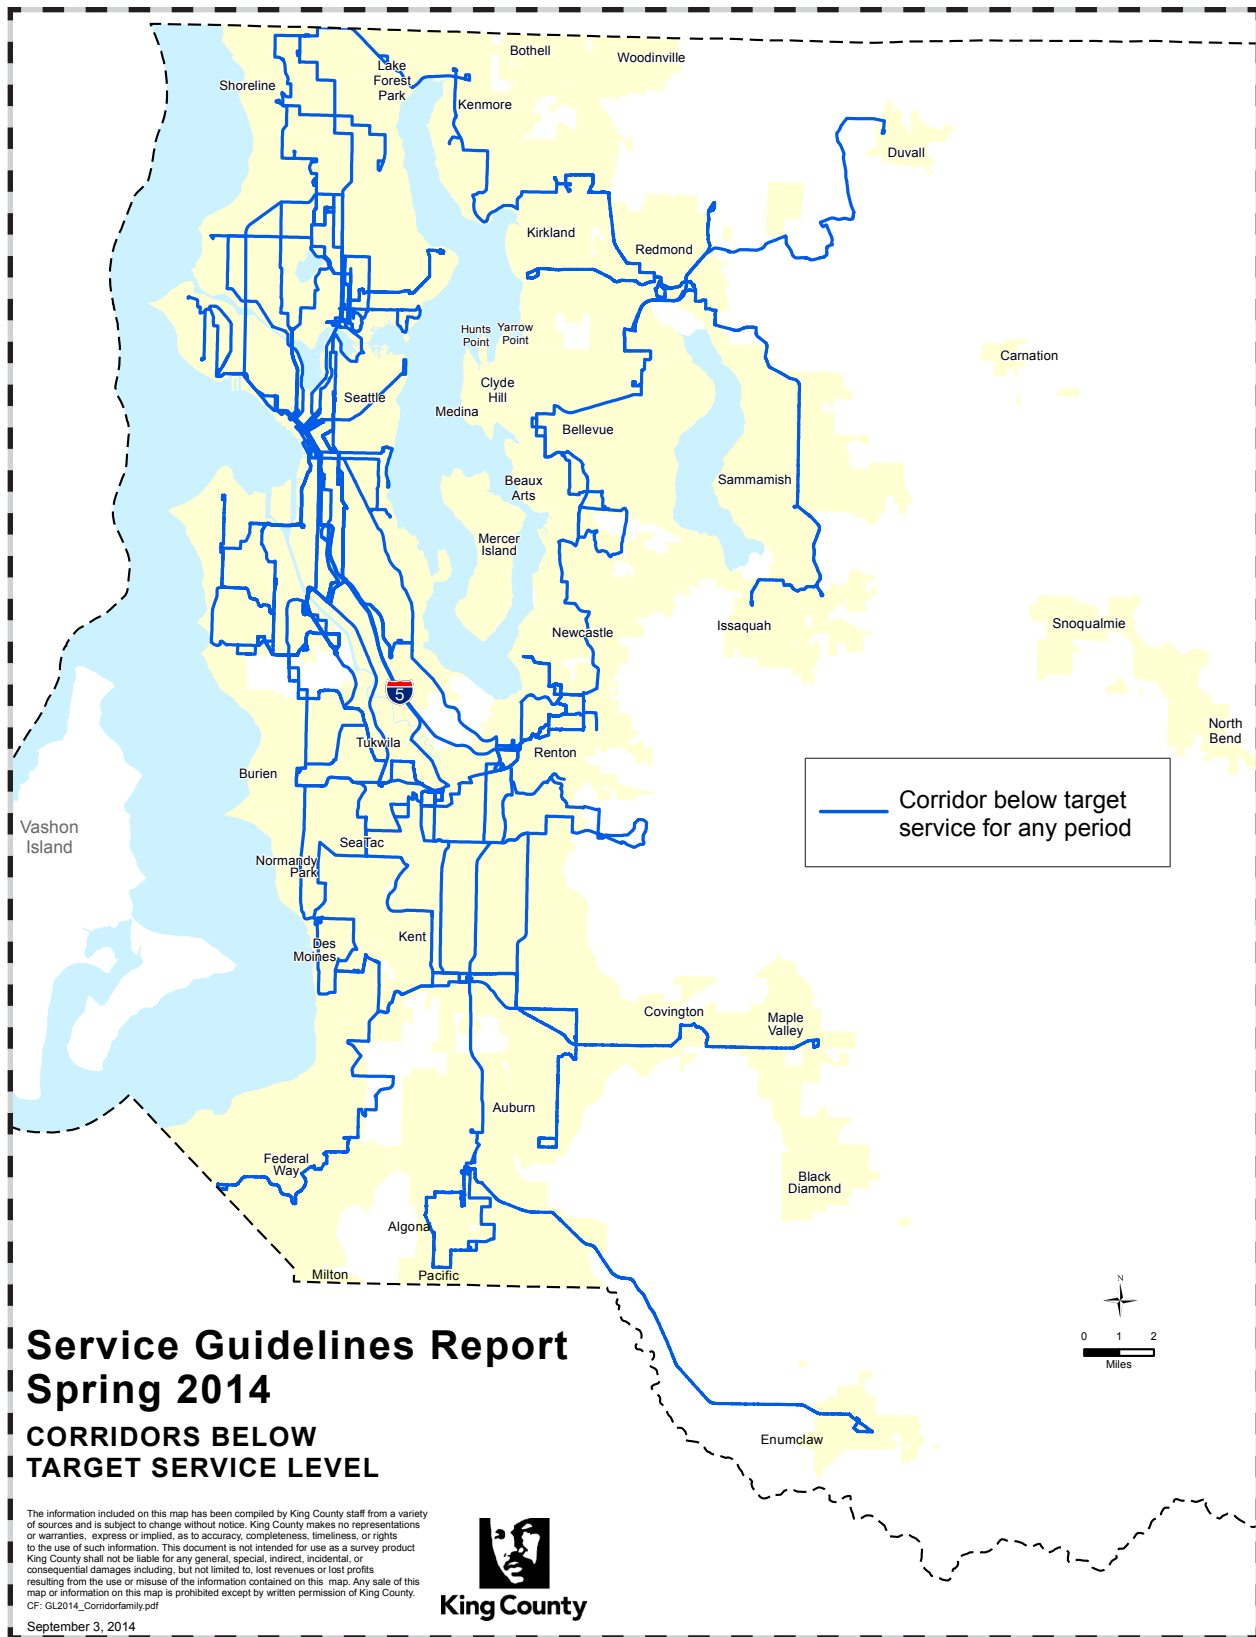 Bothell
Woodinville
Shoreline
Lake
Forest
Park
Kenmore
Duvall
Kirkland
Redmond
Hunts
Point
Yarrow
Point
Carnation
Clyde
Hill
Seattle
Medina
Bellevue
Beaux
Arts
Sammamish
Mercer
Island
Newcastle
Issaquah
Snoqualmie
5
North
Bend
Tukwila
Renton
Burien
Vashon
Island
SeaTac
Normandy
Park
Corridor below target
service for any period
Des
Moines
Kent
Covington
Maple
Valley
Auburn
Federal
Way
Black
Diamond
Algona
Milton
Pacific
N
0 1 2
Miles
Enumclaw
Service Guidelines Report
Spring 2014
CORRIDORS BELOW
TARGET SERVICE LEVEL
The information included on this map has been compiled by King County staff from a variety
of sources and is subject to change without notice. King County makes no representations
or warranties, express or implied, as to accuracy, completeness, timeliness, or rights
to the use of such information. This document is not intended for use as a survey product
King County shall not be liable for any general, special, indirect, incidental, or
consequential damages including, but not limited to, lost revenues or lost profits
resulting from the use or misuse of the information contained on this map. Any sale of this
map or information on this map is prohibited except by written permission of King County.
CF: GL2014_Corridorfamily.pdf
September 3, 2014
King County